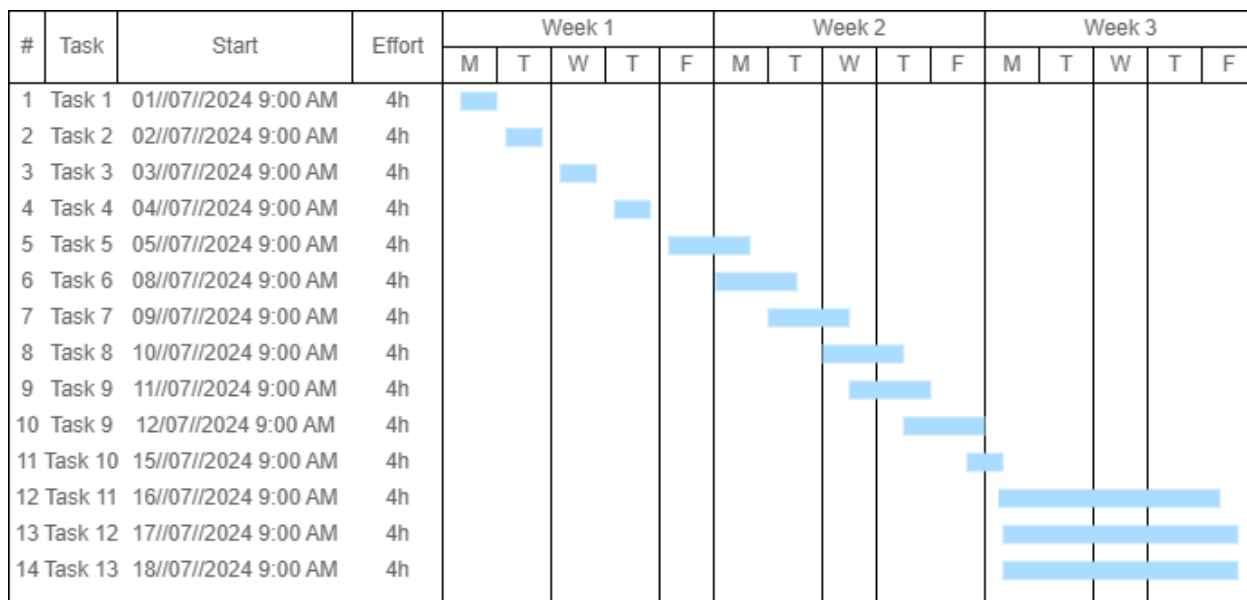 # Task Start Effort Week 1 Week 2 Week 3
M T W T F M T W T F M T W T F
1 Task 1 01//07//2024 9:00 AM 4h
2 Task 2 02//07//2024 9:00 AM 4h
3 Task 3 03//07//2024 9:00 AM 4h
4 Task 4 04//07//2024 9:00 AM 4h
5 Task 5 05//07//2024 9:00 AM 4h
6 Task 6 08//07//2024 9:00 AM 4h
7 Task 7 09//07//2024 9:00 AM 4h
8 Task 8 10//07//2024 9:00 AM 4h
9 Task 9 11//07//2024 9:00 AM 4h
10 Task 9 12/07//2024 9:00 AM 4h
11 Task 10 15//07//2024 9:00 AM 4h
12 Task 11 16//07//2024 9:00 AM 4h
13 Task 12 17//07//2024 9:00 AM 4h
14 Task 13 18//07//2024 9:00 AM 4h